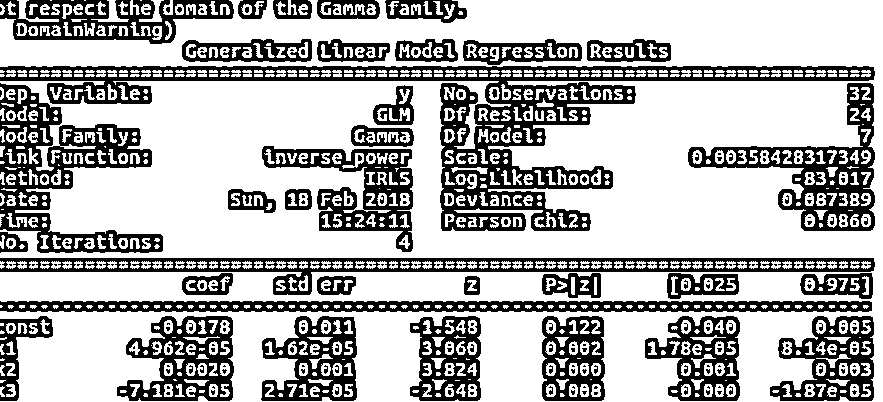 ot respect the domain of the Gamma family.
DomainWarning)
Generalized Linear Model Regression Results
==============================================================================
Dep. Variable: y No. Observations: 32
Model: GLM Df Residuals: 24
Model Family: Gamma Df Model: 7
Link Function: inverse_power Scale: 0.00358428317349
Method: IRLS Log-Likelihood: -83.017
Date: Sun, 18 Feb 2018 Deviance: 0.087389
Time: 15:24:11 Pearson chi2: 0.0860
No. Iterations: 4
==============================================================================
coef std err z P>|z| [0.025 0.975]
------------------------------------------------------------------------------
const -0.0178 0.011 -1.548 0.122 -0.040 0.005
x1 4.962e-05 1.62e-05 3.060 0.002 1.78e-05 8.14e-05
x2 0.0020 0.001 3.824 0.000 0.001 0.003
x3 -7.181e-05 2.71e-05 -2.648 0.008 -0.000 -1.87e-05